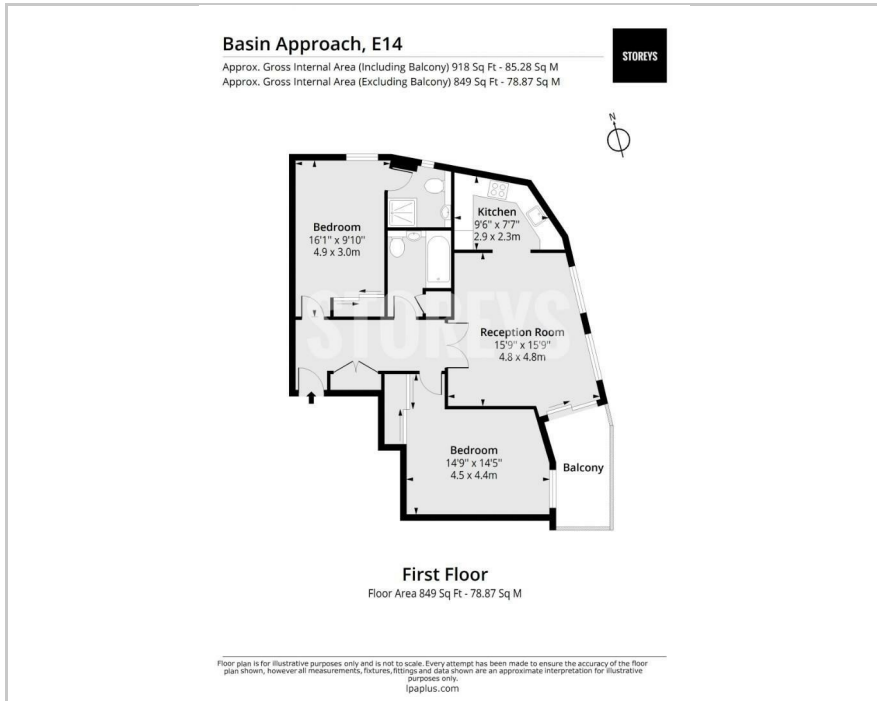 Basin Approach, E14
Approx. Gross Internal Area (Including Balcony) 918 Sq Ft - 85.28 Sq M
Approx. Gross Internal Area (Excluding Balcony) 849 Sq Ft - 78.87 Sq M
STOREYS
N
Kitchen
9'6" x 7'7"
2.9 x 2.3m
Bedroom
16'1" x 9'10"
4.9 x 3.0m
STOREYS
Reception Room
15'9" x 15'9"
4.8 x 4.8m
Bedroom
14'9" x 14'5"
4.5 x 4.4m
Balcony
First Floor
Floor Area 849 Sq Ft - 78.87 Sq M
Floor plan is for illustrative purposes only and is not to scale. Every attempt has been made to ensure the accuracy of the floor
plan shown, however all measurements, fixtures, fittings and data shown are an approximate interpretation for illustrative
purposes only.
lpaplus.com